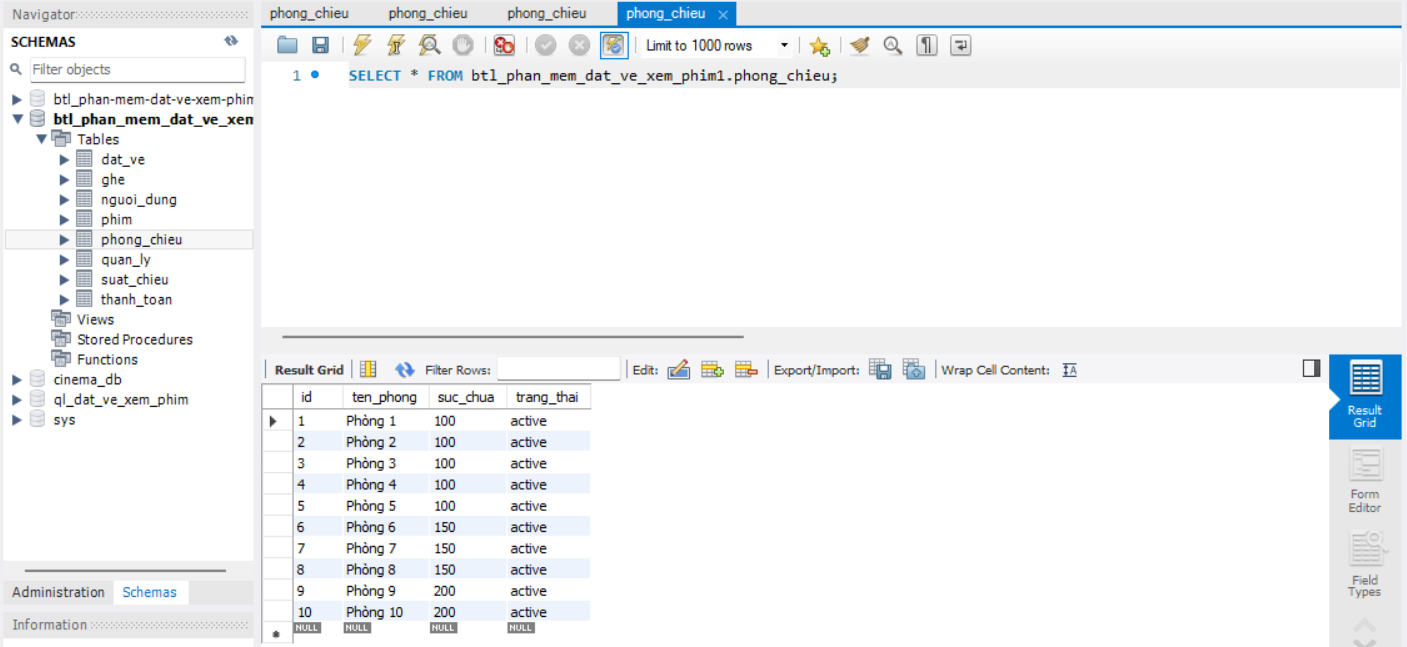 Navigator
SCHEMAS
Filter objects
btl_phan-mem-dat-ve-xem-phim
btl_phan_mem_dat_ve_xem
Tables
dat_ve
ghe
nguoi_dung
phim
phong_chieu
quan_ly
suat_chieu
thanh_toan
Views
Stored Procedures
Functions
cinema_db
ql_dat_ve_xem_phim
sys
Administration Schemas
Information
phong_chieu phong_chieu phong_chieu phong_chieu
Limit to 1000 rows
1 SELECT * FROM btl_phan_mem_dat_ve_xem_phim1.phong_chieu;
Result Grid Filter Rows: Edit: Export/Import: Wrap Cell Content:
id ten_phong suc_chua trang_thai
1 Phòng 1 100 active
2 Phòng 2 100 active
3 Phòng 3 100 active
4 Phòng 4 100 active
5 Phòng 5 100 active
6 Phòng 6 150 active
7 Phòng 7 150 active
8 Phòng 8 150 active
9 Phòng 9 200 active
10 Phòng 10 200 active
NULL NULL NULL NULL
Result
Grid
Form
Editor
Field
Types